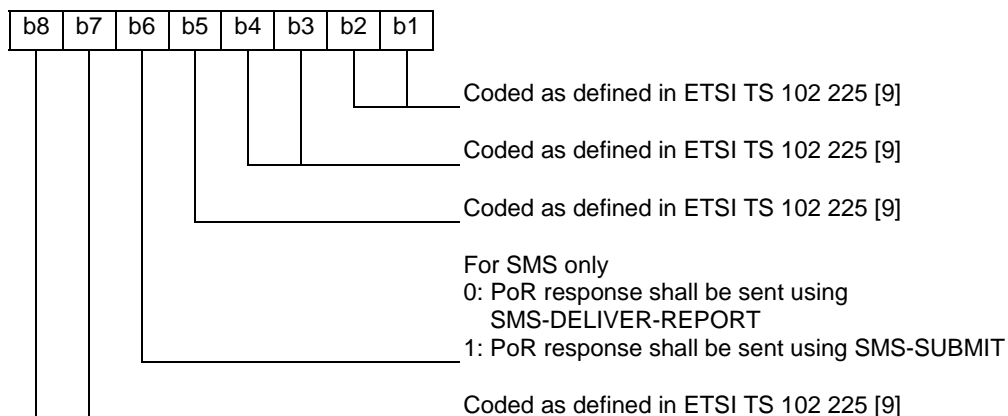 b8 b7 b6 b5 b4 b3 b2 b1
Coded as defined in ETSI TS 102 225 [9]
Coded as defined in ETSI TS 102 225 [9]
Coded as defined in ETSI TS 102 225 [9]
For SMS only
0: PoR response shall be sent using
SMS-DELIVER-REPORT
1: PoR response shall be sent using SMS-SUBMIT
Coded as defined in ETSI TS 102 225 [9]